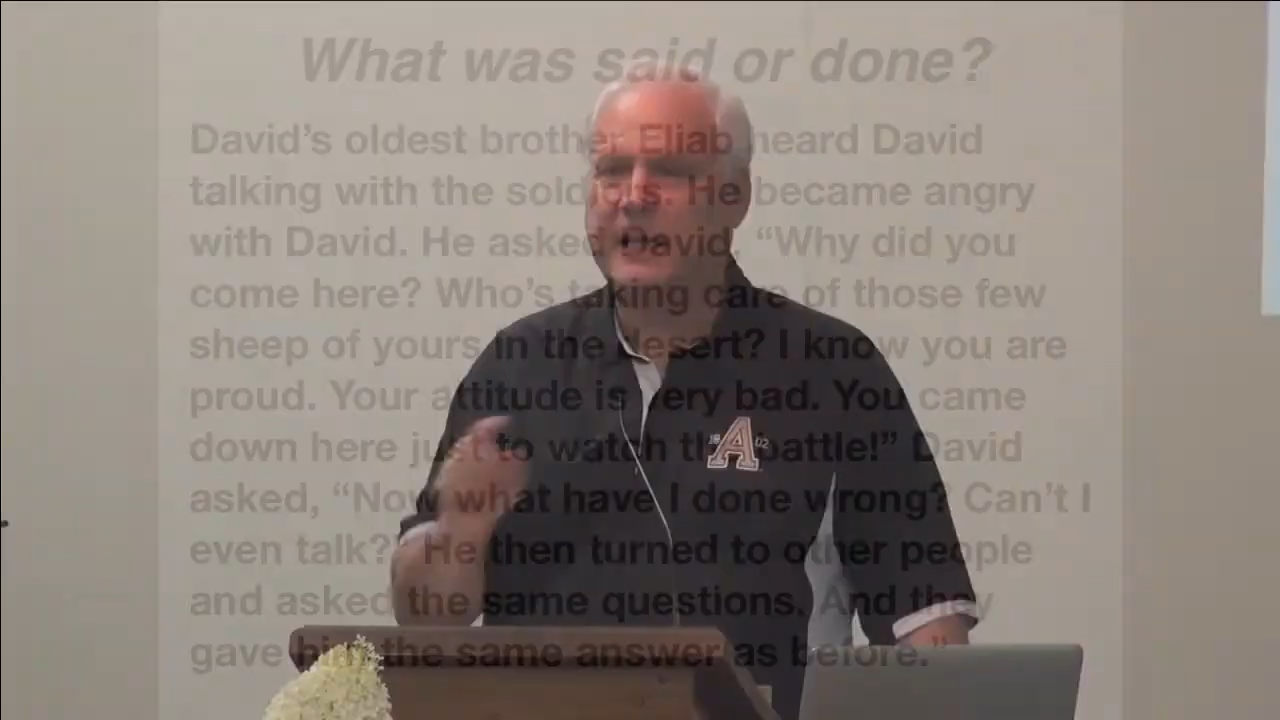 What was said or done?
David’s oldest brother Eliab heard David
talking with the soldiers. He became angry
with David. He asked David, “Why did you
come here? Who’s taking care of those few
sheep of yours in the desert? I know you are
proud. Your attitude is very bad. You came
down here just to watch the battle!” David
asked, “Now what have I done wrong? Can’t I
even talk?” He then turned to other people
and asked the same questions. And they
gave him the same answer as before.”
18 A 02